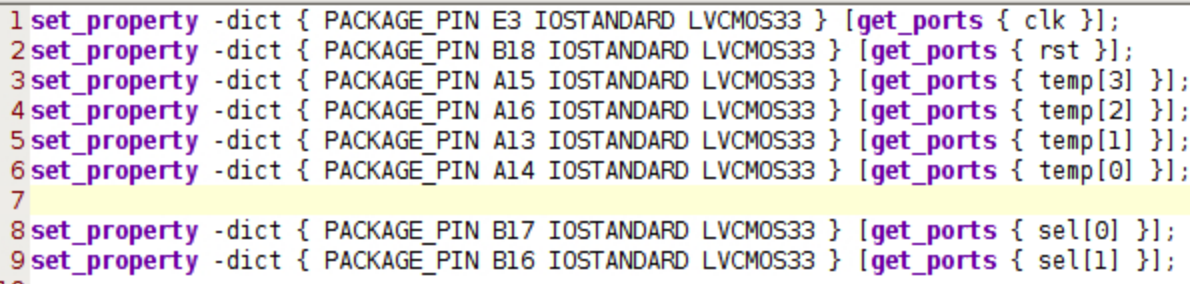 1 set_property -dict { PACKAGE_PIN E3 IOSTANDARD LVCMOS33 } [get_ports { clk }];
2 set_property -dict { PACKAGE_PIN B18 IOSTANDARD LVCMOS33 } [get_ports { rst }];
3 set_property -dict { PACKAGE_PIN A15 IOSTANDARD LVCMOS33 } [get_ports { temp[3] }];
4 set_property -dict { PACKAGE_PIN A16 IOSTANDARD LVCMOS33 } [get_ports { temp[2] }];
5 set_property -dict { PACKAGE_PIN A13 IOSTANDARD LVCMOS33 } [get_ports { temp[1] }];
6 set_property -dict { PACKAGE_PIN A14 IOSTANDARD LVCMOS33 } [get_ports { temp[0] }];
7
8 set_property -dict { PACKAGE_PIN B17 IOSTANDARD LVCMOS33 } [get_ports { sel[0] }];
9 set_property -dict { PACKAGE_PIN B16 IOSTANDARD LVCMOS33 } [get_ports { sel[1] }];